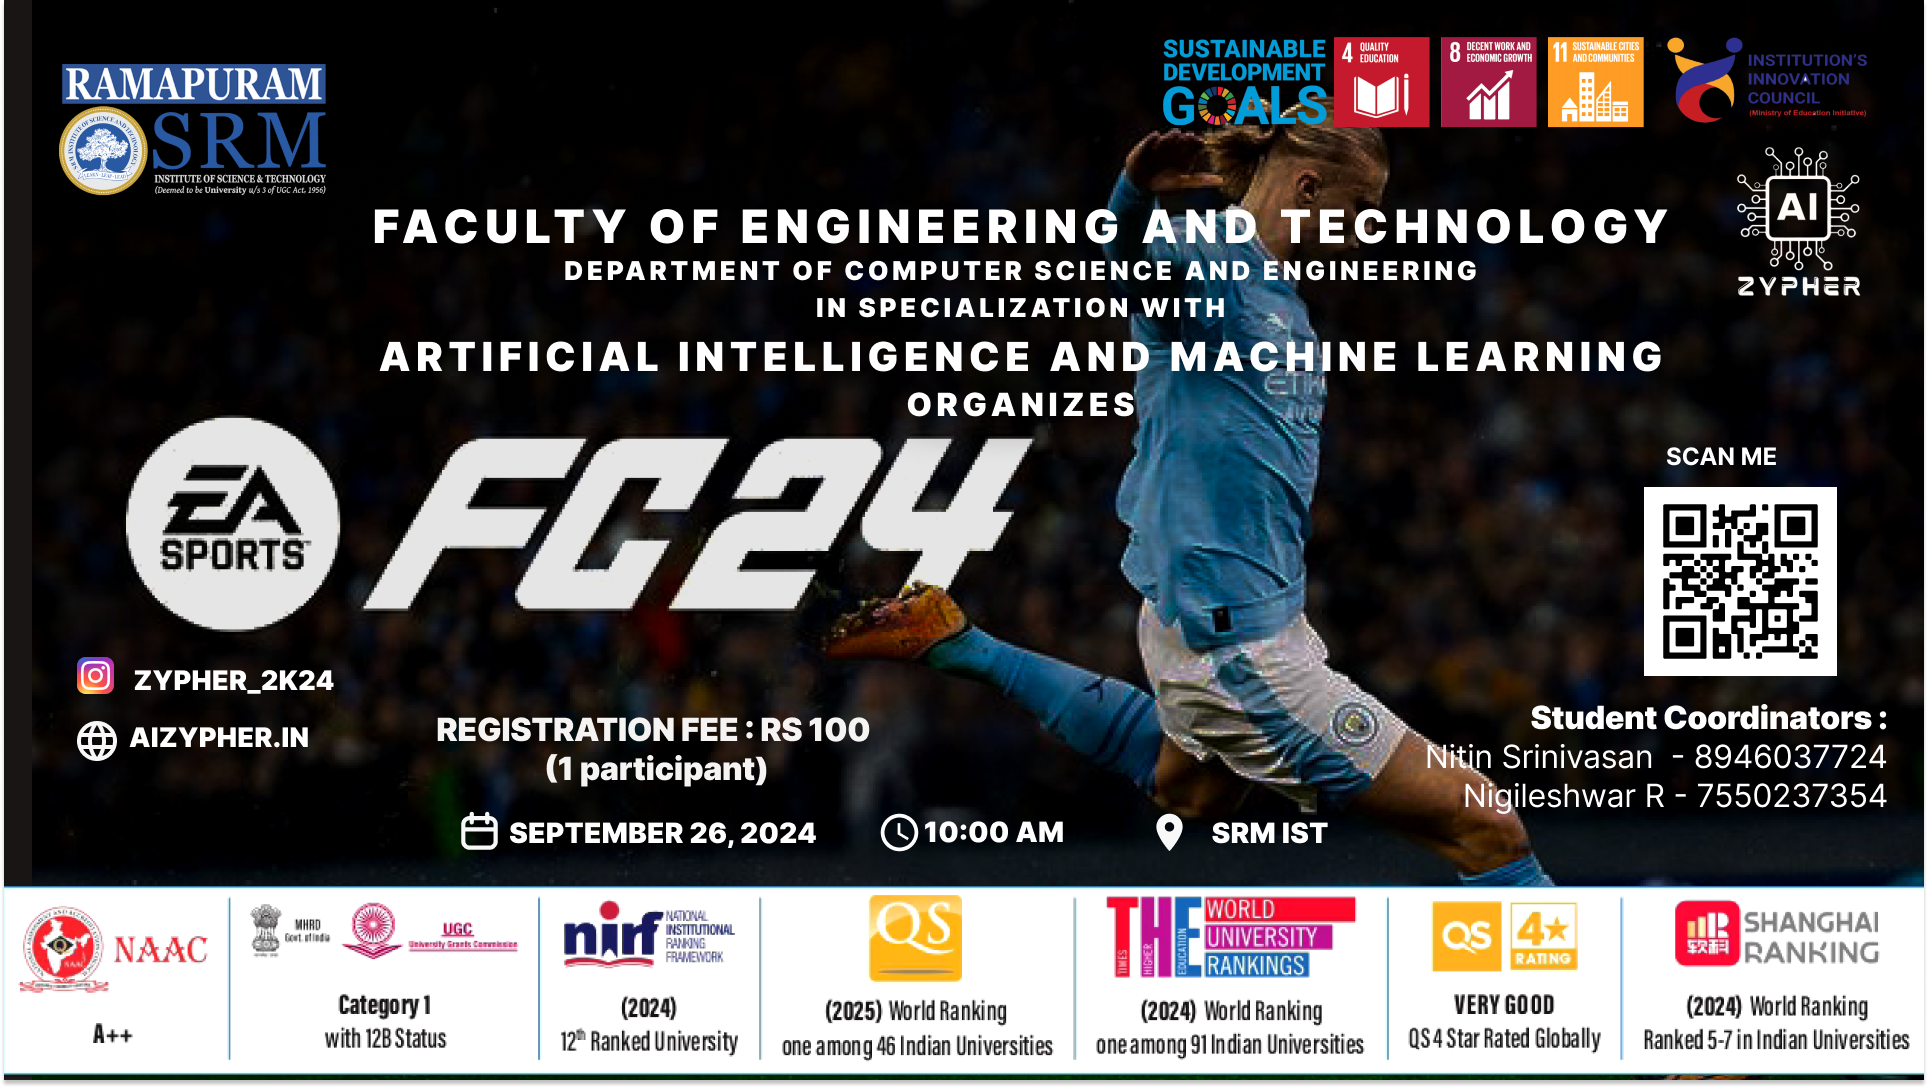 RAMAPURAM
SRM
INSTITUTE OF SCIENCE & TECHNOLOGY
(Deemed to be University u/s 3 of UGC Act, 1956)
SUSTAINABLE
DEVELOPMENT
GOALS
4 QUALITY
EDUCATION
8 DECENT WORK AND
ECONOMIC GROWTH
11 SUSTAINABLE CITIES
AND COMMUNITIES
INSTITUTION'S
INNOVATION
COUNCIL
(Ministry of Education Initiative)
AI
ZYPHER
FACULTY OF ENGINEERING AND TECHNOLOGY
DEPARTMENT OF COMPUTER SCIENCE AND ENGINEERING
IN SPECIALIZATION WITH
ARTIFICIAL INTELLIGENCE AND MACHINE LEARNING
ORGANIZES
EA
SPORTS
FC24
SCAN ME
ZYPHER_2K24
AIZYPHER.IN
REGISTRATION FEE : RS 100
(1 participant)
Student Coordinators :
Nitin Srinivasan - 8946037724
Nigileshwar R - 7550237354
SEPTEMBER 26, 2024
10:00 AM
SRM IST
NAAC
A++
MHRD
Govt. of India
UGC
University Grants Commission
Category 1
with 12B Status
nirf
NATIONAL
INSTITUTIONAL
RANKING
FRAMEWORK
(2024)
12th Ranked University
QS
(2025) World Ranking
one among 46 Indian Universities
THE
TIMES
HIGHER
EDUCATION
WORLD
UNIVERSITY
RANKINGS
(2024) World Ranking
one among 91 Indian Universities
QS
4★
RATING
VERY GOOD
QS 4 Star Rated Globally
软科
SHANGHAI
RANKING
(2024) World Ranking
Ranked 5-7 in Indian Universities